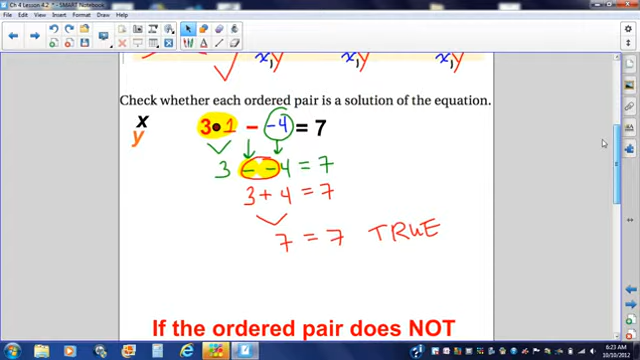 Ch 4 Lesson 4.2 * - SMART Notebook
File Edit View Insert Format Tools Help
x,y x,y x,y
Check whether each ordered pair is a solution of the equation.
x
y
3•1 - -4 = 7
3 - -4 = 7
3 + 4 = 7
7 = 7 TRUE
If the ordered pair does NOT
6:23 AM
10/10/2012